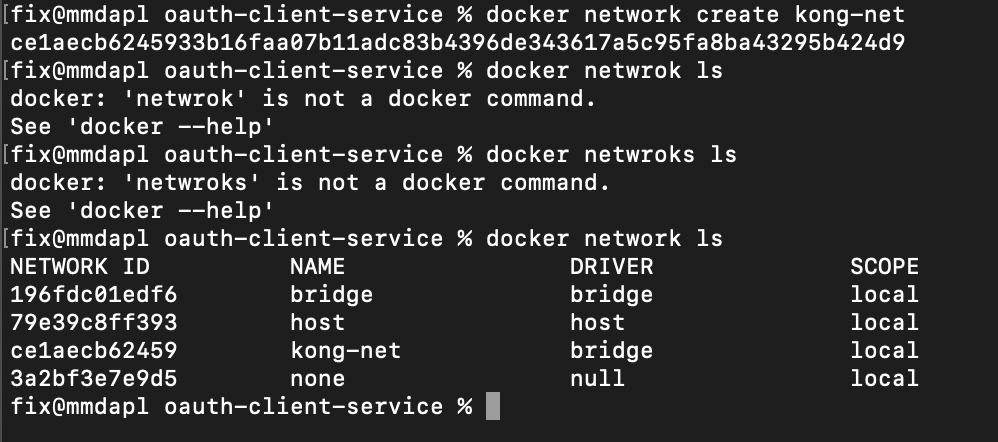 [fix@mmdapl oauth-client-service % docker network create kong-net
ce1aecb6245933b16faa07b11adc83b4396de343617a5c95fa8ba43295b424d9
[fix@mmdapl oauth-client-service % docker netwrok ls
docker: 'netwrok' is not a docker command.
See 'docker --help'
[fix@mmdapl oauth-client-service % docker netwroks ls
docker: 'netwroks' is not a docker command.
See 'docker --help'
[fix@mmdapl oauth-client-service % docker network ls
NETWORK ID NAME DRIVER SCOPE
196fdc01edf6 bridge bridge local
79e39c8ff393 host host local
ce1aecb62459 kong-net bridge local
3a2bf3e7e9d5 none null local
fix@mmdapl oauth-client-service %